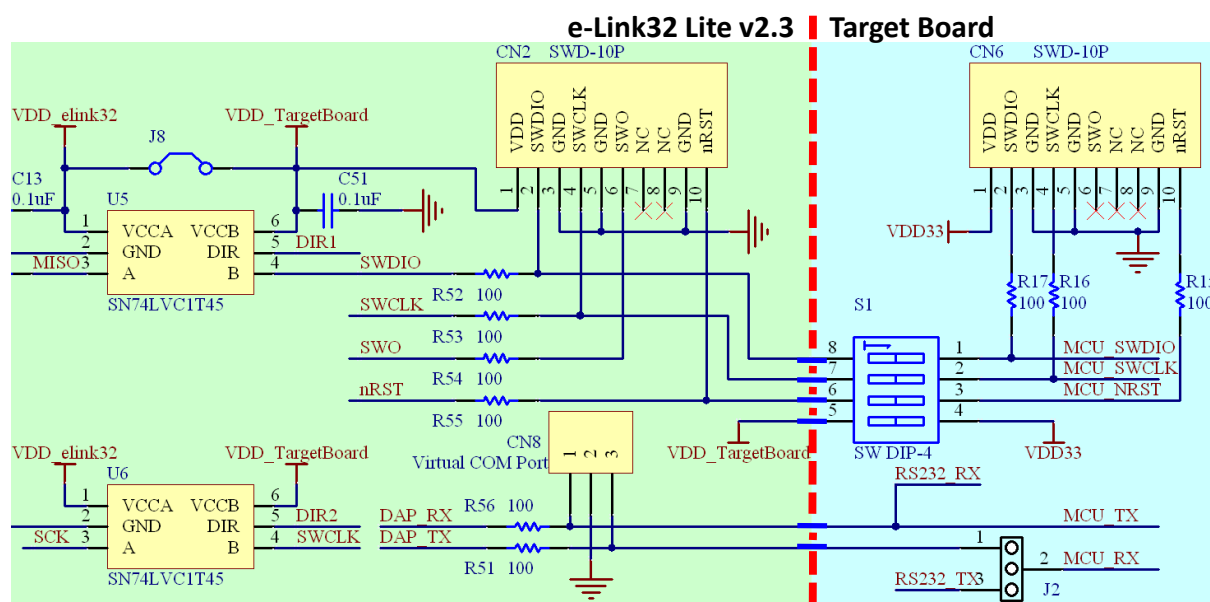 e-Link32 Lite v2.3 Target Board
CN2 SWD-10P
VDD
SWDIO
GND
SWCLK
GND
SWO
NC
NC
GND
nRST
1
2
3
4
5
6
7
8
9
10
CN6 SWD-10P
VDD
SWDIO
GND
SWCLK
GND
SWO
NC
NC
GND
nRST
1
2
3
4
5
6
7
8
9
10
VDD_elink32
VDD_TargetBoard
J8
C13
0.1uF
C51
0.1uF
U5
1 VCCA VCCB 6
2 GND DIR 5 DIR1
MISO 3 A B 4 SWDIO
SN74LVC1T45
R52 100
SWCLK
R53 100
SWO
R54 100
nRST
R55 100
VDD33
R17
100
R16
100
100
S1
8 1 MCU_SWDIO
7 2 MCU_SWCLK
6 3 MCU_NRST
5 4
SW DIP-4
VDD_TargetBoard
VDD33
CN8
Virtual COM Port
1
2
3
VDD_elink32
VDD_TargetBoard
U6
1 VCCA VCCB 6
2 GND DIR 5 DIR2
SCK 3 A B 4 SWCLK
SN74LVC1T45
R56 100
DAP_RX
DAP_TX
R51 100
RS232_RX
MCU_TX
1
2 MCU_RX
RS232_TX 3
J2